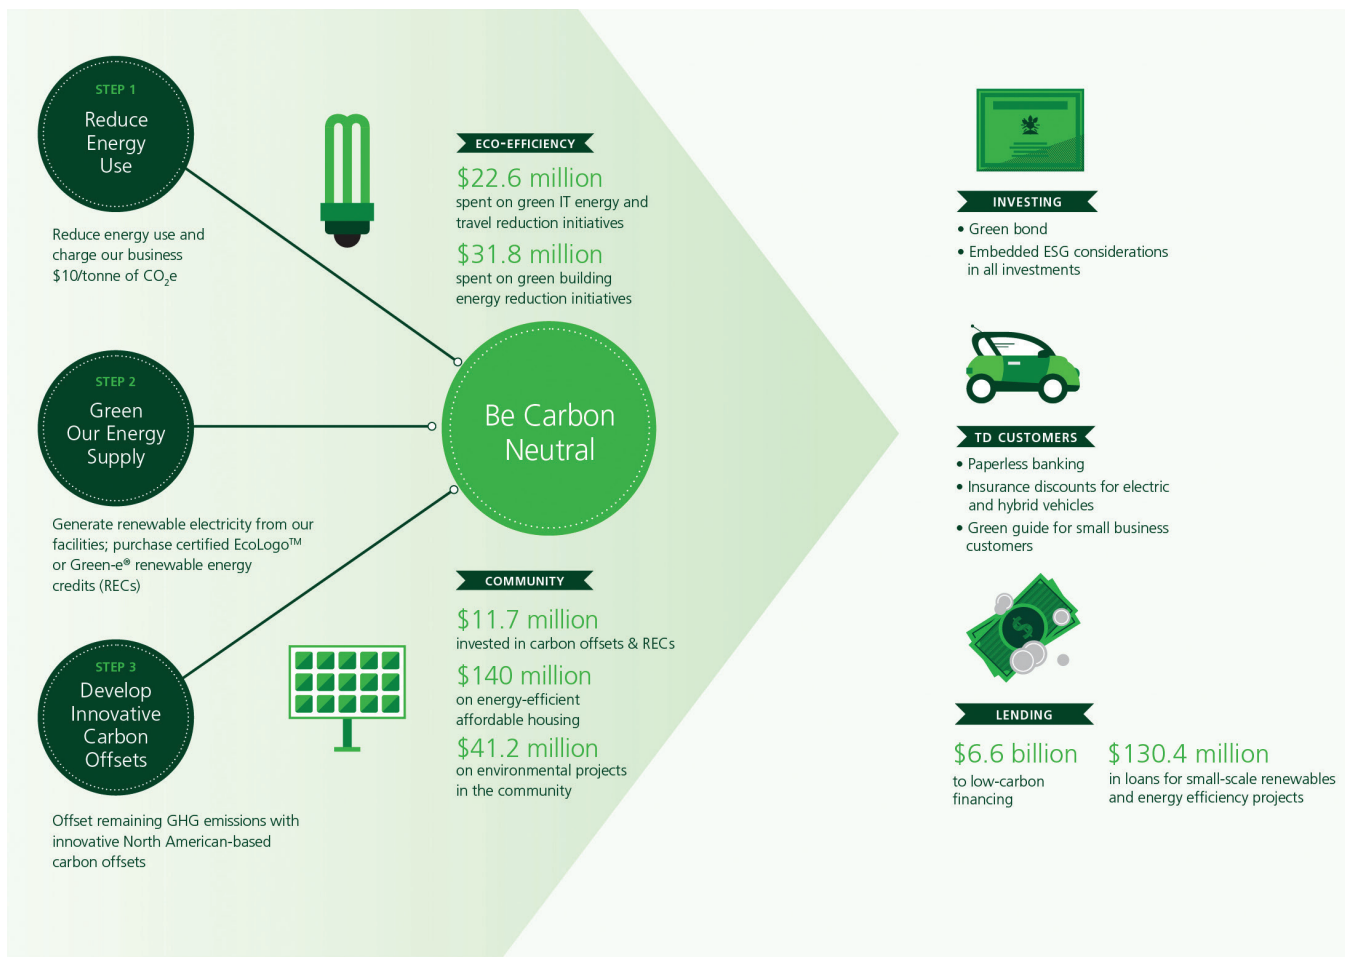 STEP 1
Reduce
Energy
Use
Reduce energy use and
charge our business
$10/tonne of CO₂e
STEP 2
Green
Our Energy
Supply
Generate renewable electricity from our
facilities; purchase certified EcoLogo™
or Green-e® renewable energy
credits (RECs)
STEP 3
Develop
Innovative
Carbon
Offsets
Offset remaining GHG emissions with
innovative North American-based
carbon offsets
ECO-EFFICIENCY
$22.6 million
spent on green IT energy and
travel reduction initiatives
$31.8 million
spent on green building
energy reduction initiatives
Be Carbon
Neutral
COMMUNITY
$11.7 million
invested in carbon offsets & RECs
$140 million
on energy-efficient
affordable housing
$41.2 million
on environmental projects
in the community
INVESTING
• Green bond
• Embedded ESG considerations
in all investments
TD CUSTOMERS
• Paperless banking
• Insurance discounts for electric
and hybrid vehicles
• Green guide for small business
customers
$
LENDING
$6.6 billion
to low-carbon
financing
$130.4 million
in loans for small-scale renewables
and energy efficiency projects